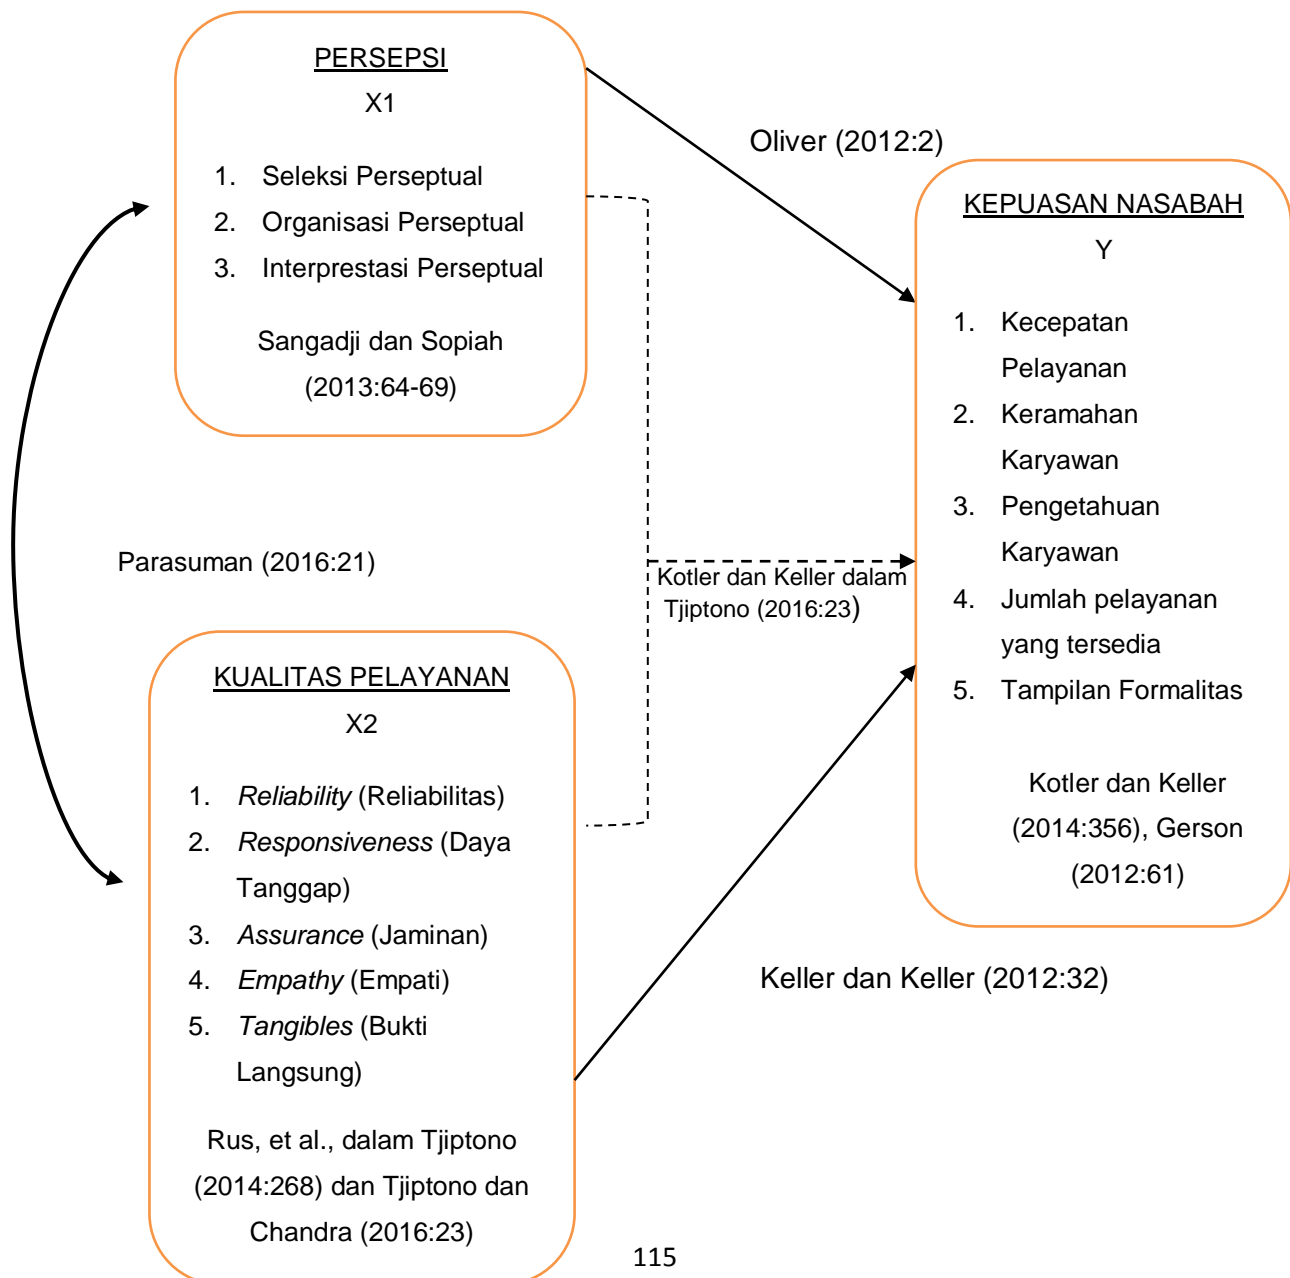 PERSEPSI
X1
1. Seleksi Perseptual
2. Organisasi Perseptual
3. Interprestasi Perseptual
Sangadji dan Sopiah
(2013:64-69)
Oliver (2012:2)
KEPUASAN NASABAH
Y
1. Kecepatan
Pelayanan
2. Keramahan
Karyawan
3. Pengetahuan
Karyawan
4. Jumlah pelayanan
yang tersedia
5. Tampilan Formalitas
Kotler dan Keller
(2014:356), Gerson
(2012:61)
Parasuman (2016:21)
Kotler dan Keller dalam
Tjiptono (2016:23)
KUALITAS PELAYANAN
X2
1. Reliability (Reliabilitas)
2. Responsiveness (Daya
Tanggap)
3. Assurance (Jaminan)
4. Empathy (Empati)
5. Tangibles (Bukti
Langsung)
Rus, et al., dalam Tjiptono
(2014:268) dan Tjiptono dan
Chandra (2016:23)
Keller dan Keller (2012:32)
115